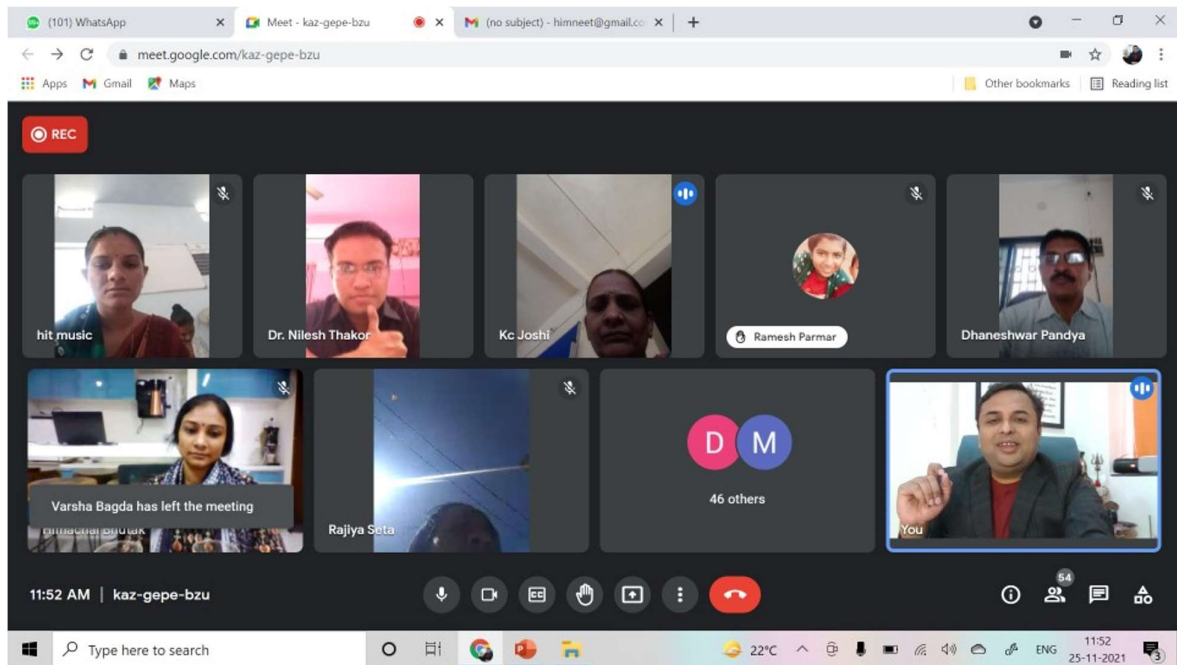 (101) WhatsApp
Meet - kaz-gepe-bzu
(no subject) - himneet@gmail.co
meet.google.com/kaz-gepe-bzu
Apps Gmail Maps
Other bookmarks Reading list
REC
hit music
Dr. Nilesh Thakor
Kc Joshi
Ramesh Parmar
Dhaneshwar Pandya
Varsha Bagda has left the meeting
Himachal Bhutak
Rajiya Seta
D M
46 others
You
11:52 AM | kaz-gepe-bzu
54
Type here to search
22°C
ENG
11:52
25-11-2021
3